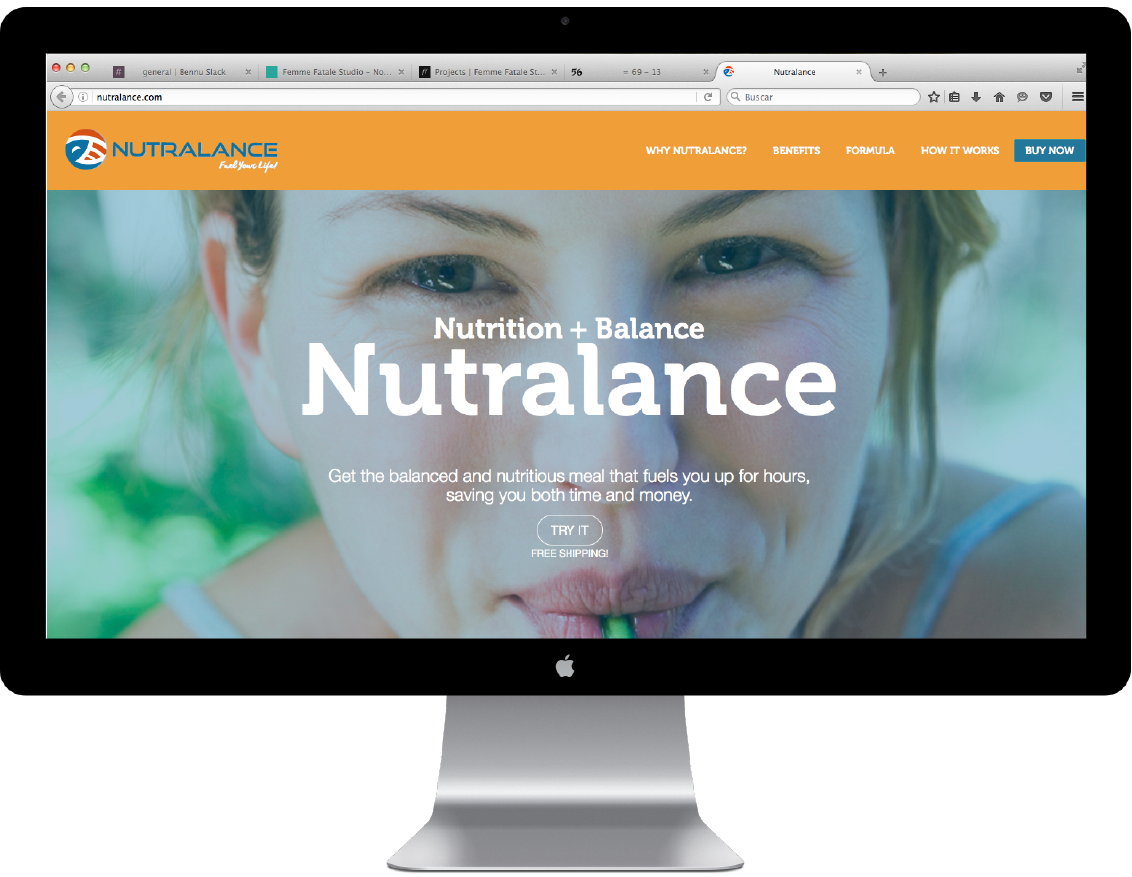 # general | Bennu Slack
Femme Fatale Studio – No...
ff Projects | Femme Fatale St...
56 = 69 – 13
Nutralance
nutralance.com
Buscar
NUTRALANCE
Fuel Your Life!
WHY NUTRALANCE?
BENEFITS
FORMULA
HOW IT WORKS
BUY NOW
Nutrition + Balance
Nutralance
Get the balanced and nutritious meal that fuels you up for hours,
saving you both time and money.
TRY IT
FREE SHIPPING!